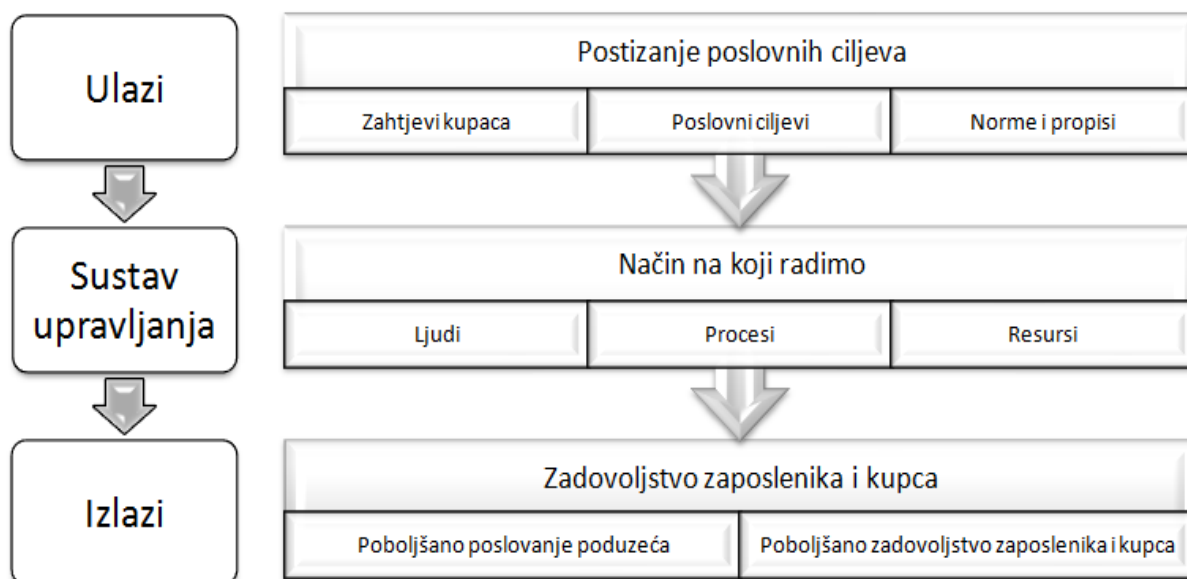 Ulazi
Postizanje poslovnih ciljeva
Zahtjevi kupaca
Poslovni ciljevi
Norme i propisi
Sustav
upravljanja
Način na koji radimo
Ljudi
Procesi
Resursi
Izlazi
Zadovoljstvo zaposlenika i kupca
Poboljšano poslovanje poduzeća
Poboljšano zadovoljstvo zaposlenika i kupca